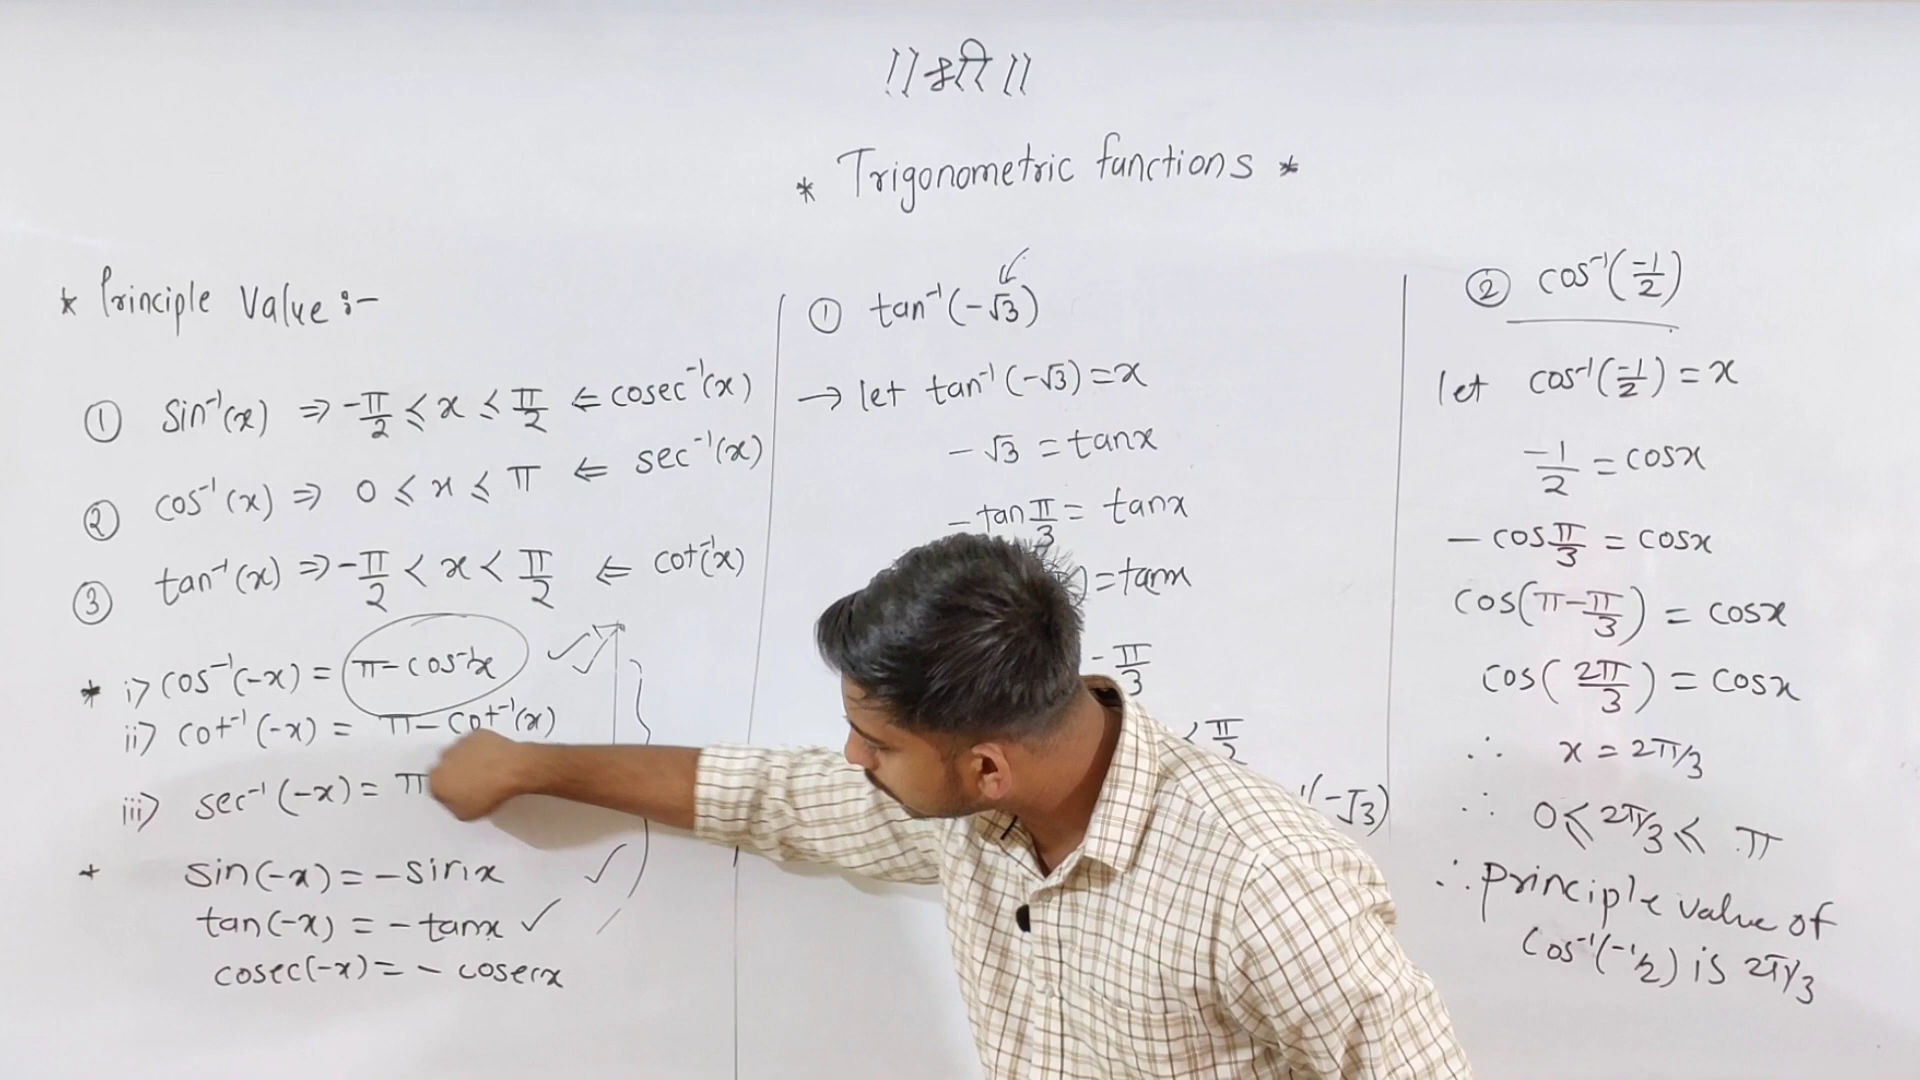 ।। श्री ।।
* Trigonometric functions *
* Principle Value :-
① Sin⁻¹(x) ⇒ -π/2 ≤ x ≤ π/2 ⇐ cosec⁻¹(x)
② cos⁻¹(x) ⇒ 0 ≤ x ≤ π ⇐ sec⁻¹(x)
③ tan⁻¹(x) ⇒ -π/2 < x < π/2 ⇐ cot⁻¹(x)
* i> cos⁻¹(-x) = π - cos⁻¹x
ii> cot⁻¹(-x) = π - cot⁻¹(x)
iii> sec⁻¹(-x) = π
+ sin(-x) = -sinx ✓
tan(-x) = - tanx ✓
cosec(-x) = - cosecx
① tan⁻¹(-√3)
→ let tan⁻¹(-√3) = x
-√3 = tanx
-tan π/3 = tanx
) = tanx
- π/3
< π/2
(-√3)
② cos⁻¹(-1/2)
let cos⁻¹(-1/2) = x
-1/2 = cosx
- cos π/3 = cosx
cos(π - π/3) = cosx
cos(2π/3) = cosx
∴ x = 2π/3
∴ 0 ≤ 2π/3 ≤ π
∴ principle value of
cos⁻¹(-1/2) is 2π/3